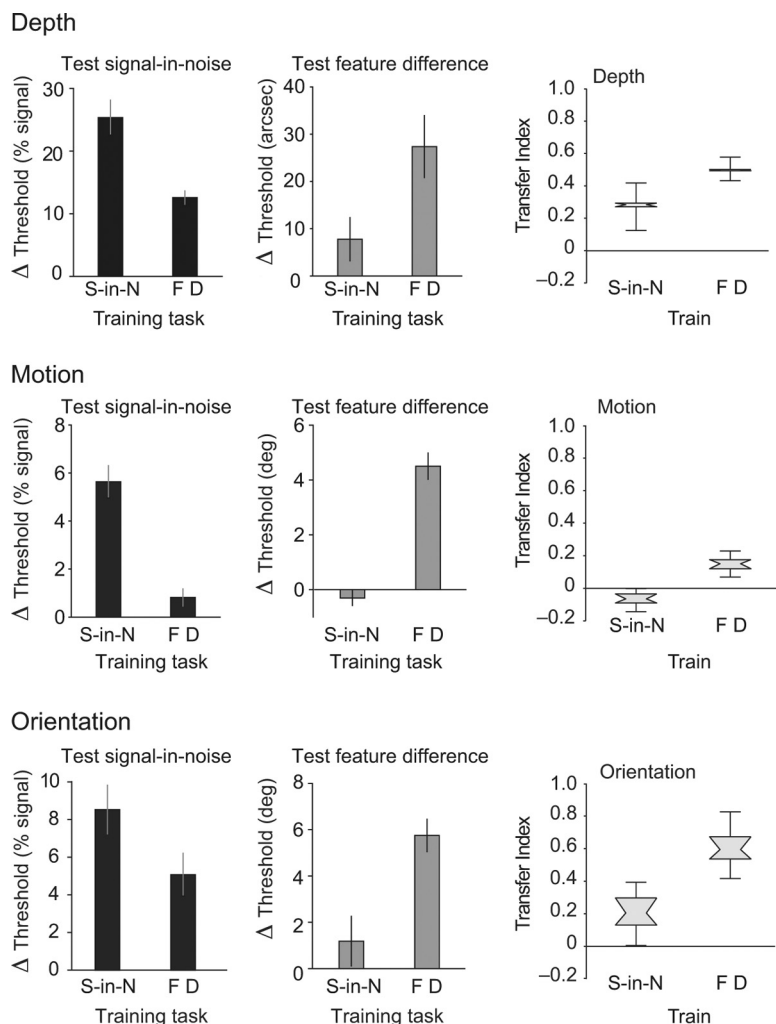 Depth
Test signal-in-noise
Δ Threshold (% signal)
30
20
10
0
S-in-N F D
Training task
Test feature difference
Δ Threshold (arcsec)
40
30
20
10
0
S-in-N F D
Training task
Depth
Transfer Index
1.0
0.8
0.6
0.4
0.2
0
–0.2
S-in-N F D
Train
Motion
Test signal-in-noise
Δ Threshold (% signal)
8
6
4
2
0
S-in-N F D
Training task
Test feature difference
Δ Threshold (deg)
6
4
2
0
S-in-N F D
Training task
Motion
Transfer Index
1.0
0.8
0.6
0.4
0.2
0
–0.2
S-in-N F D
Train
Orientation
Test signal-in-noise
Δ Threshold (% signal)
10
8
6
4
2
0
S-in-N F D
Training task
Test feature difference
Δ Threshold (deg)
8
6
4
2
0
S-in-N F D
Training task
Orientation
Transfer Index
1.0
0.8
0.6
0.4
0.2
0
–0.2
S-in-N F D
Train